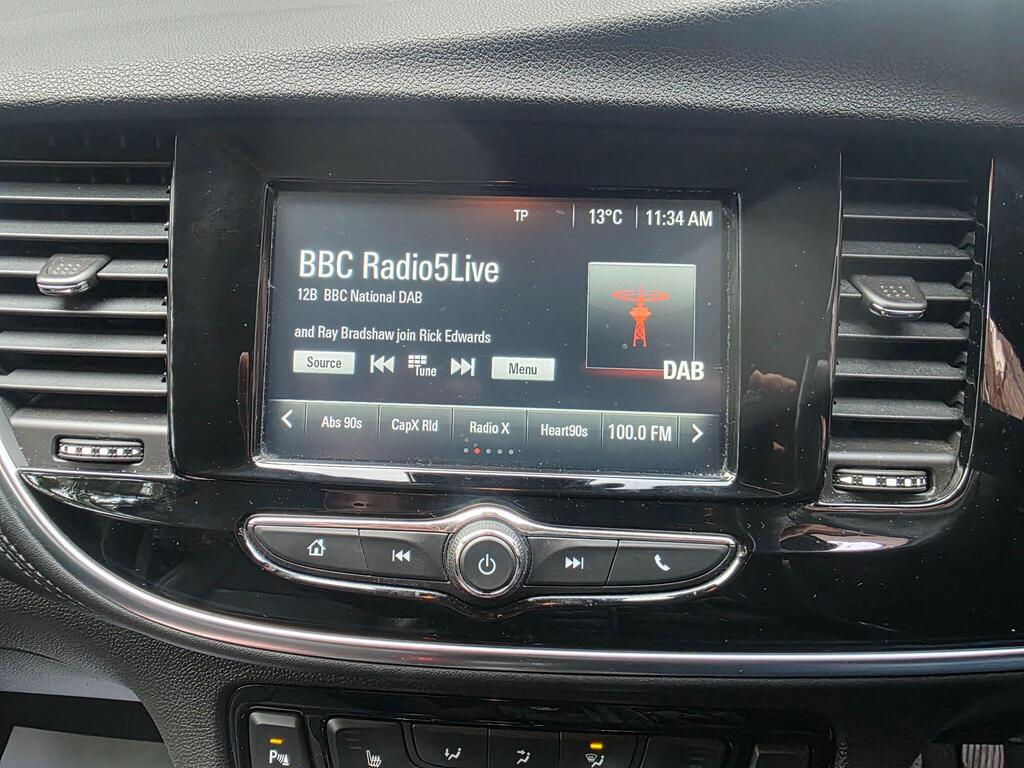 TP 13°C 11:34 AM
BBC Radio5Live
12B BBC National DAB
and Ray Bradshaw join Rick Edwards
Source Tune Menu
DAB
Abs 90s CapX Rld Radio X Heart90s 100.0 FM
P